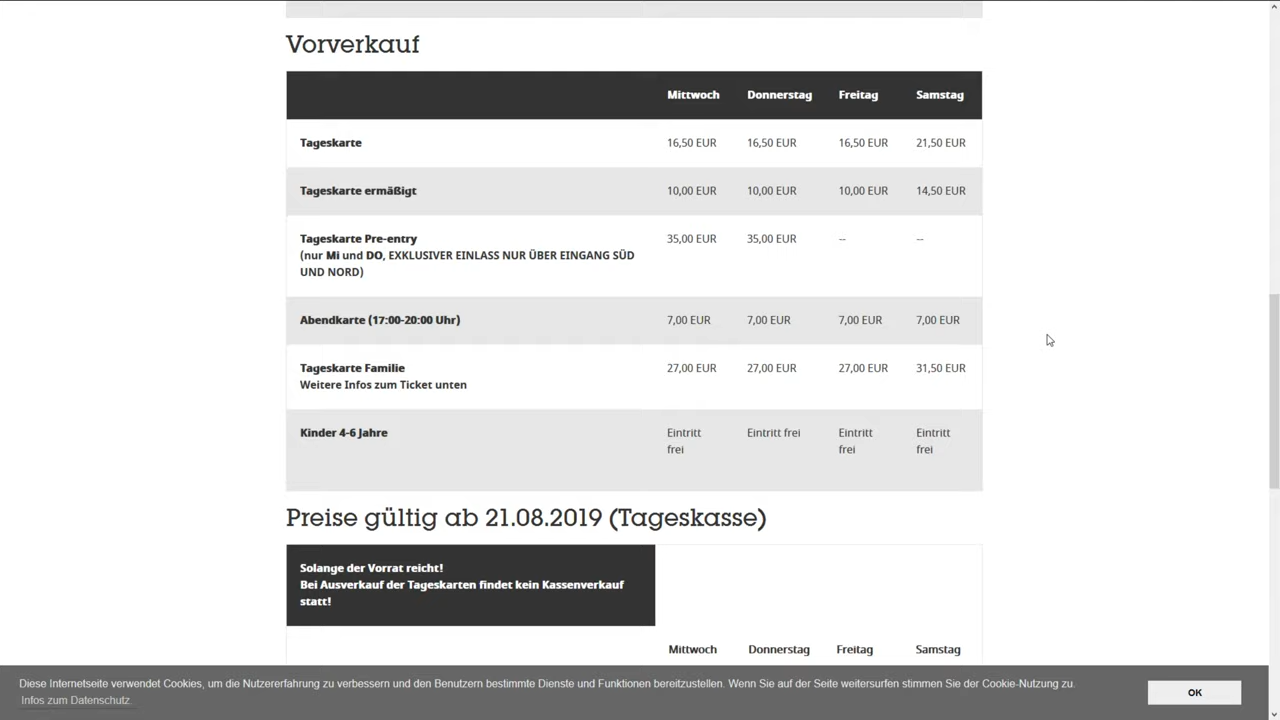 Vorverkauf
Mittwoch Donnerstag Freitag Samstag
Tageskarte 16,50 EUR 16,50 EUR 16,50 EUR 21,50 EUR
Tageskarte ermäßigt 10,00 EUR 10,00 EUR 10,00 EUR 14,50 EUR
Tageskarte Pre-entry 35,00 EUR 35,00 EUR -- --
(nur Mi und DO, EXKLUSIVER EINLASS NUR ÜBER EINGANG SÜD
UND NORD)
Abendkarte (17:00-20:00 Uhr) 7,00 EUR 7,00 EUR 7,00 EUR 7,00 EUR
Tageskarte Familie 27,00 EUR 27,00 EUR 27,00 EUR 31,50 EUR
Weitere Infos zum Ticket unten
Kinder 4-6 Jahre Eintritt Eintritt frei Eintritt Eintritt
frei frei frei
Preise gültig ab 21.08.2019 (Tageskasse)
Solange der Vorrat reicht!
Bei Ausverkauf der Tageskarten findet kein Kassenverkauf
statt!
Mittwoch Donnerstag Freitag Samstag
Diese Internetseite verwendet Cookies, um die Nutzererfahrung zu verbessern und den Benutzern bestimmte Dienste und Funktionen bereitzustellen. Wenn Sie auf der Seite weitersurfen stimmen Sie der Cookie-Nutzung zu.
Infos zum Datenschutz.
OK